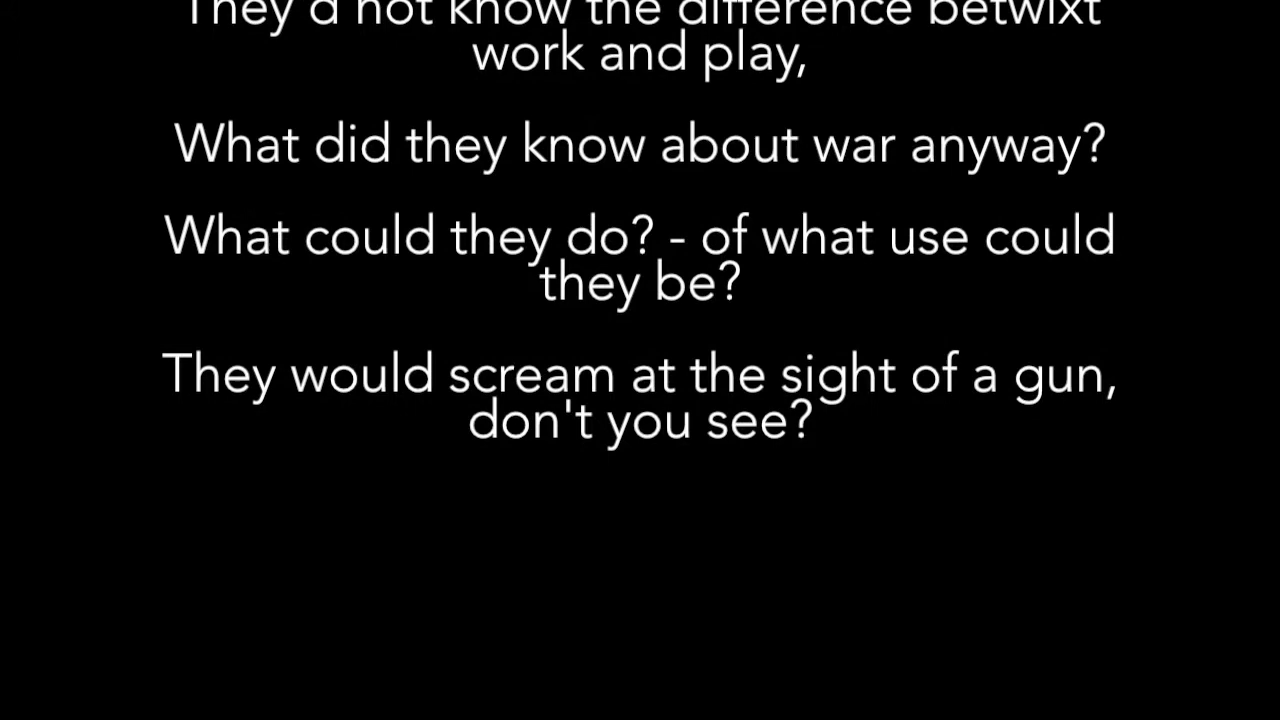 They'd not know the difference betwixt
work and play,
What did they know about war anyway?
What could they do? - of what use could
they be?
They would scream at the sight of a gun,
don't you see?